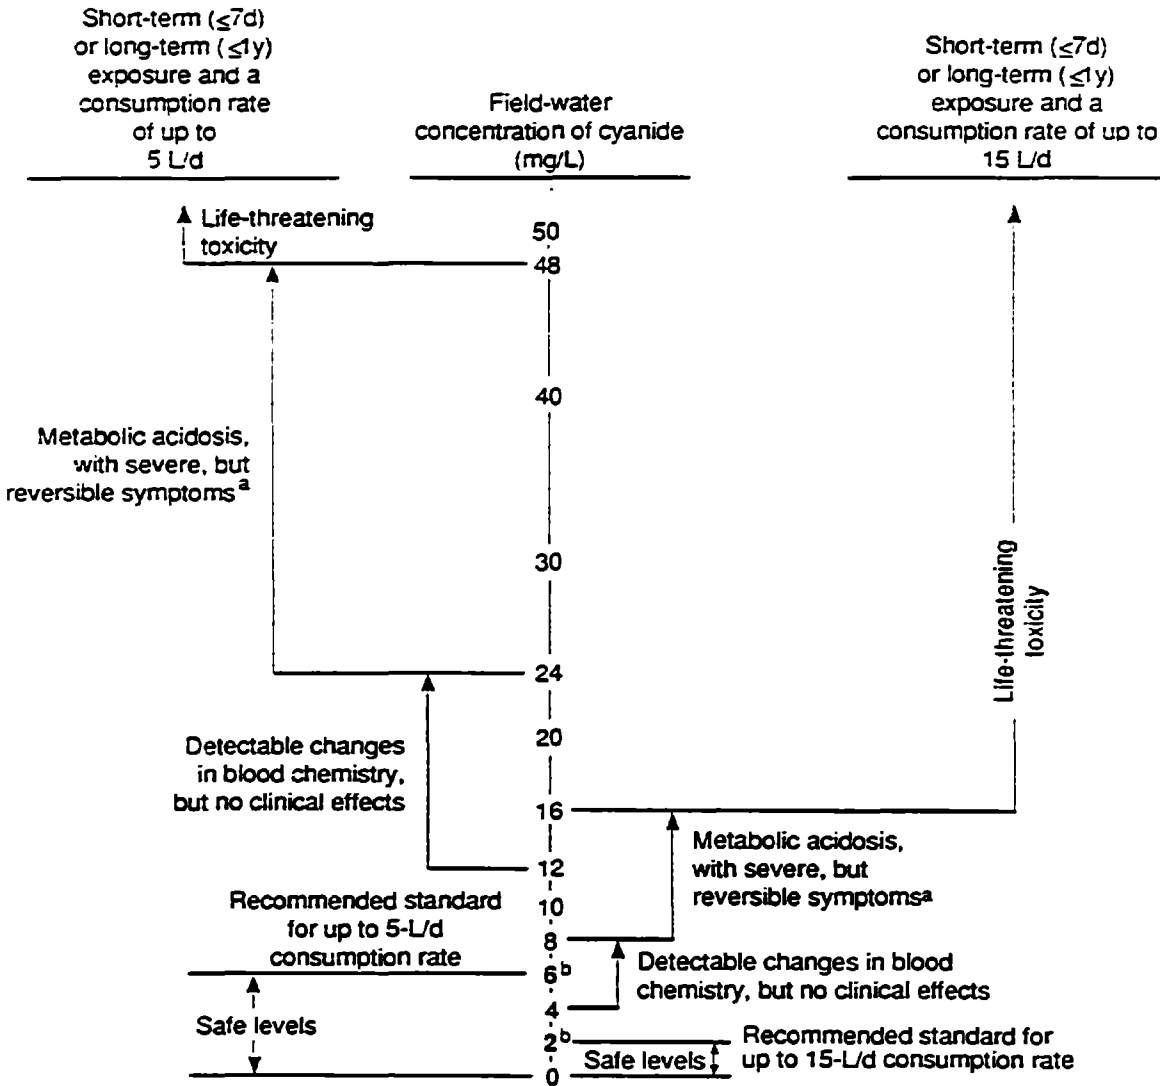 Short-term (≤7d)
or long-term (≤1y)
exposure and a
consumption rate
of up to
5 L/d
Field-water
concentration of cyanide
(mg/L)
Short-term (≤7d)
or long-term (≤1y)
exposure and a
consumption rate of up to
15 L/d
Life-threatening
toxicity
50
48
40
Metabolic acidosis,
with severe, but
reversible symptomsᵃ
30
Life-threatening
toxicity
24
20
Detectable changes
in blood chemistry,
but no clinical effects
16
Metabolic acidosis,
with severe, but
reversible symptomsᵃ
12
10
Recommended standard
for up to 5-L/d
consumption rate
8
6ᵇ
Detectable changes in blood
chemistry, but no clinical effects
4
Safe levels
2ᵇ
Recommended standard for
up to 15-L/d consumption rate
Safe levels
0